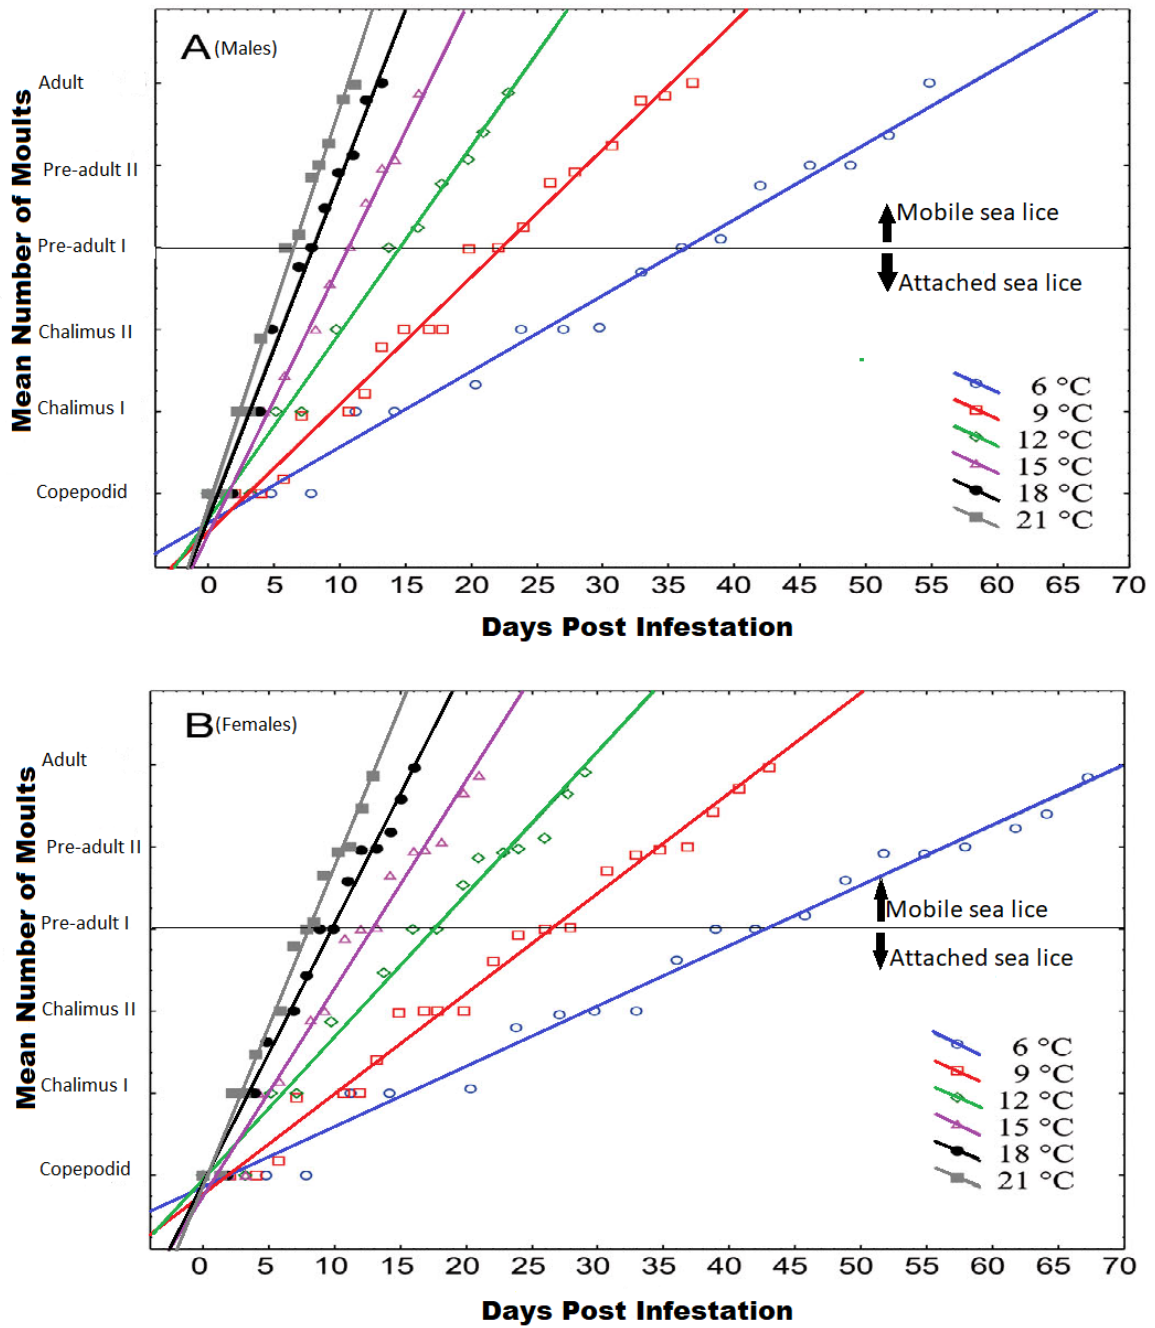 A (Males)
Mean Number of Moults
Adult
Pre-adult II
Pre-adult I
Chalimus II
Chalimus I
Copepodid
Mobile sea lice
Attached sea lice
6 °C
9 °C
12 °C
15 °C
18 °C
21 °C
0 5 10 15 20 25 30 35 40 45 50 55 60 65 70
Days Post Infestation
B (Females)
Mean Number of Moults
Adult
Pre-adult II
Pre-adult I
Chalimus II
Chalimus I
Copepodid
Mobile sea lice
Attached sea lice
6 °C
9 °C
12 °C
15 °C
18 °C
21 °C
0 5 10 15 20 25 30 35 40 45 50 55 60 65 70
Days Post Infestation